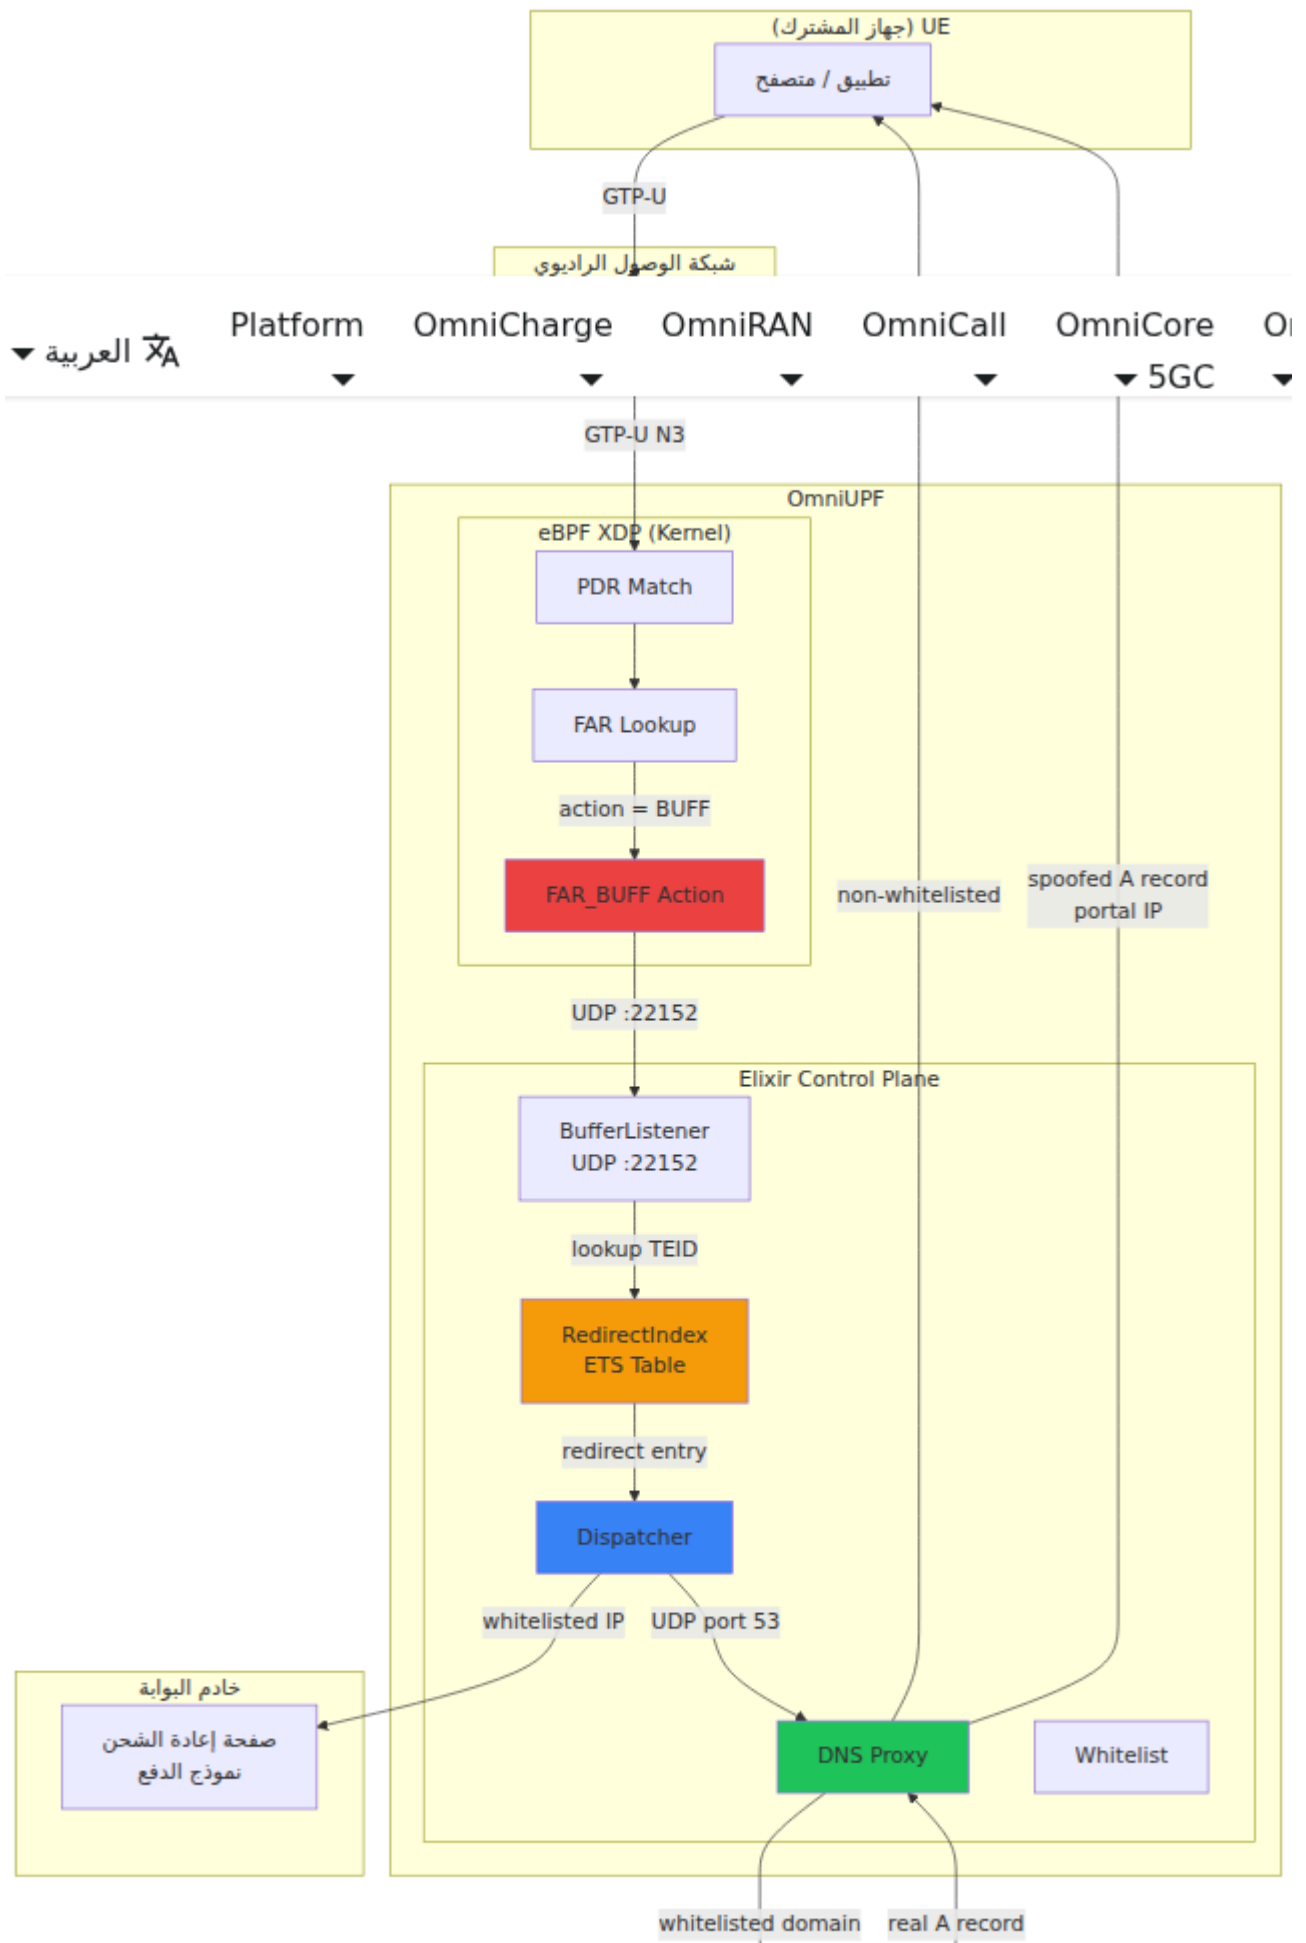 UE (جهاز المشترك)
تطبيق / متصفح
GTP-U
شبكة الوصول الراديوي
العربية
Platform
OmniCharge
OmniRAN
OmniCall
OmniCore
5GC
GTP-U N3
OmniUPF
eBPF XDP (Kernel)
PDR Match
FAR Lookup
action = BUFF
FAR_BUFF Action
non-whitelisted
spoofed A record
portal IP
UDP :22152
Elixir Control Plane
BufferListener
UDP :22152
lookup TEID
RedirectIndex
ETS Table
redirect entry
Dispatcher
whitelisted IP
UDP port 53
خادم البوابة
صفحة إعادة الشحن
نموذج الدفع
DNS Proxy
Whitelist
whitelisted domain
real A record